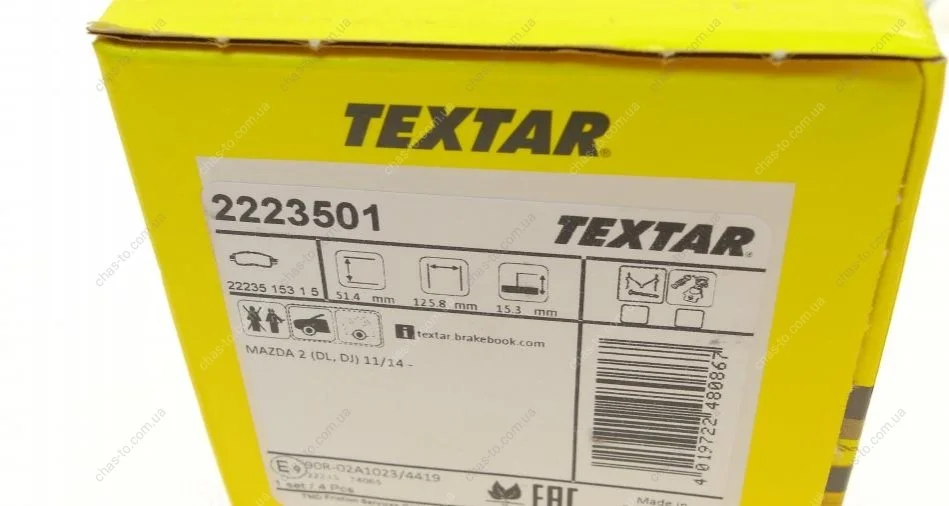 TEXTAR
2223501
TEXTAR
22235 153 1 5
51.4 mm
125.8 mm
15.3 mm
i textar.brakebook.com
MAZDA 2 (DL, DJ) 11/14 -
4 019722 480867
E9 90R-02A1023/4419
1 set / 4 Pcs
EAC
Made in
chas-to.com.ua